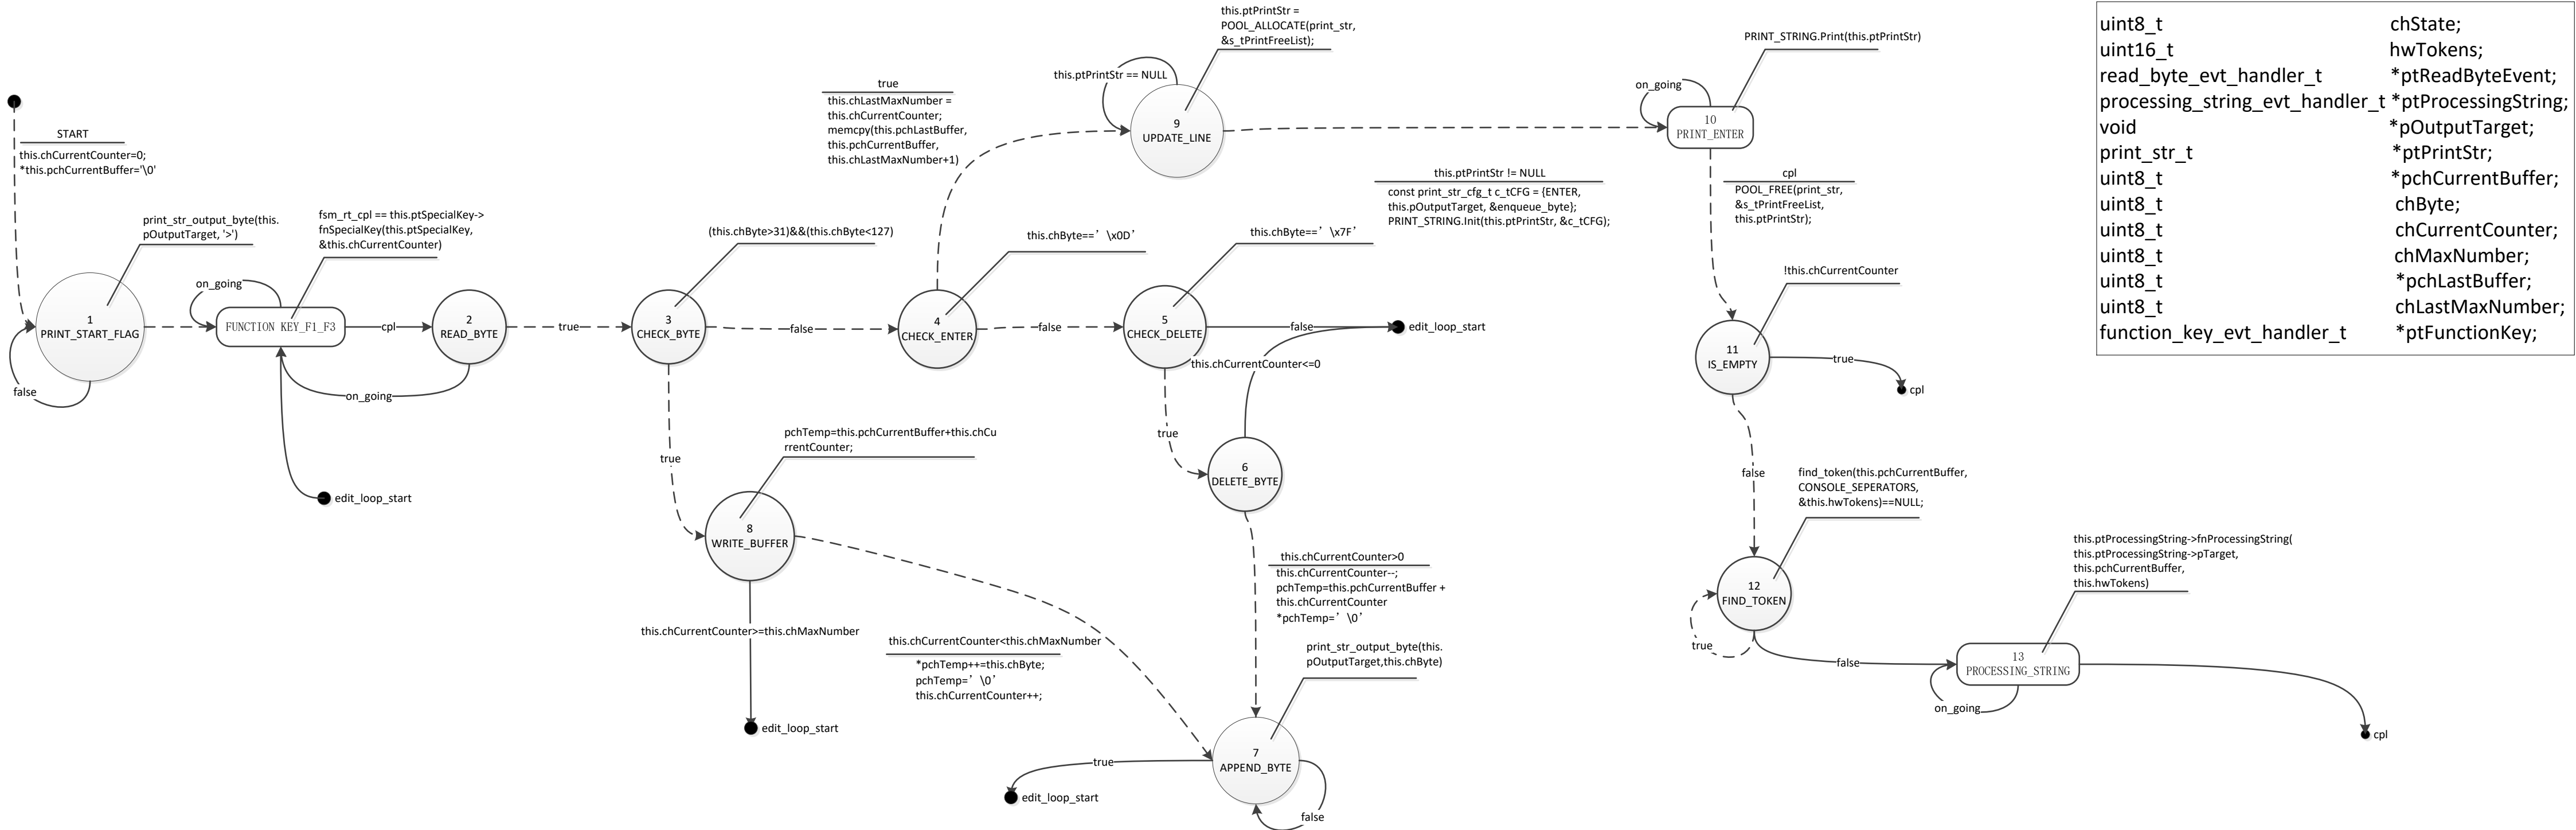 START
this.chCurrentCounter=0;
*this.pchCurrentBuffer='\0'
1
PRINT_START_FLAG
false
print_str_output_byte(this.
pOutputTarget, '>')
fsm_rt_cpl == this.ptSpecialKey->
fnSpecialKey(this.ptSpecialKey,
&this.chCurrentCounter)
on_going
FUNCTION KEY_F1_F3
cpl
2
READ_BYTE
on_going
edit_loop_start
true
(this.chByte>31)&&(this.chByte<127)
3
CHECK_BYTE
false
true
this.chByte==’\x0D’
4
CHECK_ENTER
false
true
this.chLastMaxNumber =
this.chCurrentCounter;
memcpy(this.pchLastBuffer,
this.pchCurrentBuffer,
this.chLastMaxNumber+1)
this.chByte==’\x7F’
5
CHECK_DELETE
false
edit_loop_start
this.chCurrentCounter<=0
true
6
DELETE_BYTE
this.chCurrentCounter>0
this.chCurrentCounter--;
pchTemp=this.pchCurrentBuffer +
this.chCurrentCounter
*pchTemp=’\0’
pchTemp=this.pchCurrentBuffer+this.chCu
rrentCounter;
8
WRITE_BUFFER
this.chCurrentCounter>=this.chMaxNumber
edit_loop_start
this.chCurrentCounter<this.chMaxNumber
*pchTemp++=this.chByte;
pchTemp=’\0’
this.chCurrentCounter++;
print_str_output_byte(this.
pOutputTarget,this.chByte)
7
APPEND_BYTE
true
edit_loop_start
false
this.ptPrintStr =
POOL_ALLOCATE(print_str,
&s_tPrintFreeList);
this.ptPrintStr == NULL
9
UPDATE_LINE
this.ptPrintStr != NULL
const print_str_cfg_t c_tCFG = {ENTER,
this.pOutputTarget, &enqueue_byte};
PRINT_STRING.Init(this.ptPrintStr, &c_tCFG);
PRINT_STRING.Print(this.ptPrintStr)
on_going
10
PRINT_ENTER
cpl
POOL_FREE(print_str,
&s_tPrintFreeList,
this.ptPrintStr);
!this.chCurrentCounter
11
IS_EMPTY
true
cpl
false
find_token(this.pchCurrentBuffer,
CONSOLE_SEPERATORS,
&this.hwTokens)==NULL;
12
FIND_TOKEN
true
false
this.ptProcessingString->fnProcessingString(
this.ptProcessingString->pTarget,
this.pchCurrentBuffer,
this.hwTokens)
13
PROCESSING_STRING
on_going
cpl
uint8_t chState;
uint16_t hwTokens;
read_byte_evt_handler_t *ptReadByteEvent;
processing_string_evt_handler_t *ptProcessingString;
void *pOutputTarget;
print_str_t *ptPrintStr;
uint8_t *pchCurrentBuffer;
uint8_t chByte;
uint8_t chCurrentCounter;
uint8_t chMaxNumber;
uint8_t *pchLastBuffer;
uint8_t chLastMaxNumber;
function_key_evt_handler_t *ptFunctionKey;